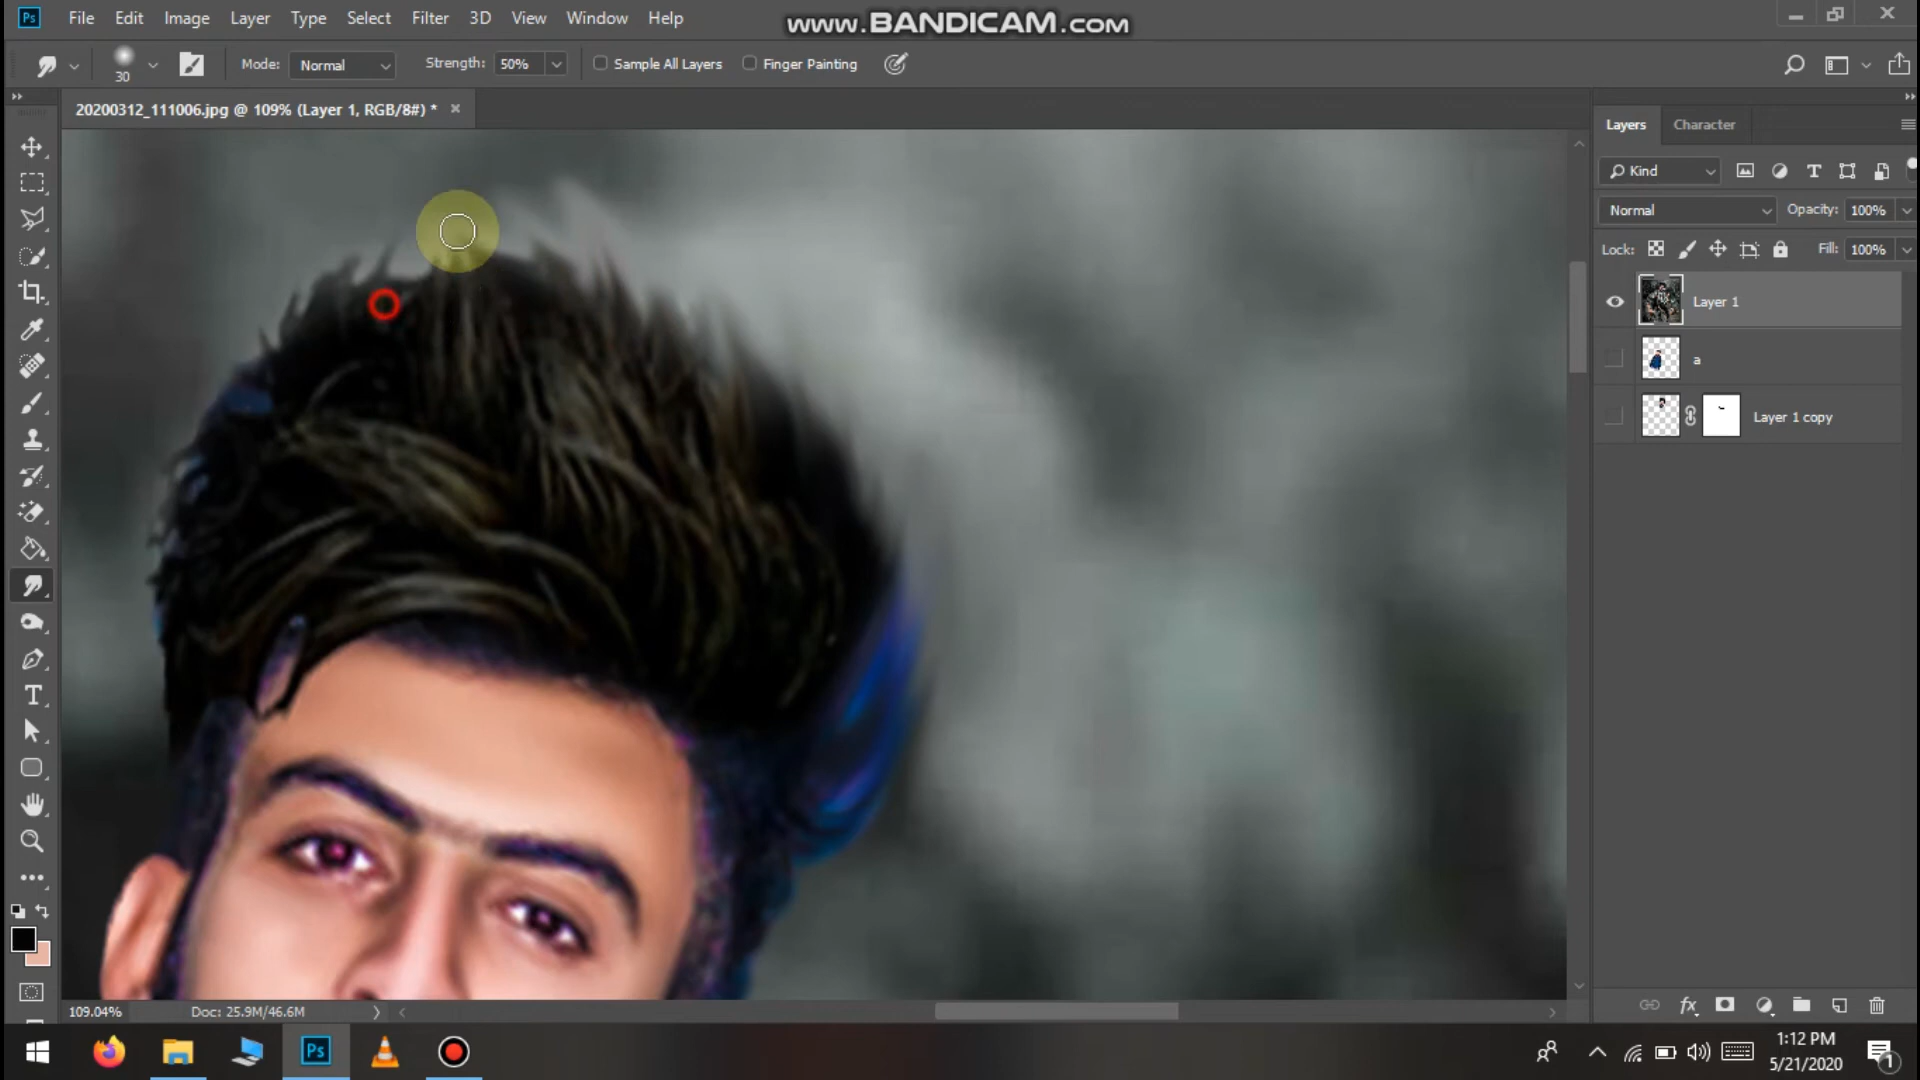 Ps File Edit Image Layer Type Select Filter 3D View Window Help
www.BANDICAM.com
30 Mode: Normal Strength: 50% Sample All Layers Finger Painting
20200312_111006.jpg @ 109% (Layer 1, RGB/8#) * ×
Layers Character
Kind
Normal Opacity: 100%
Lock: Fill: 100%
Layer 1
a
Layer 1 copy
109.04% Doc: 25.9M/46.6M
Ps
1:12 PM
5/21/2020
1